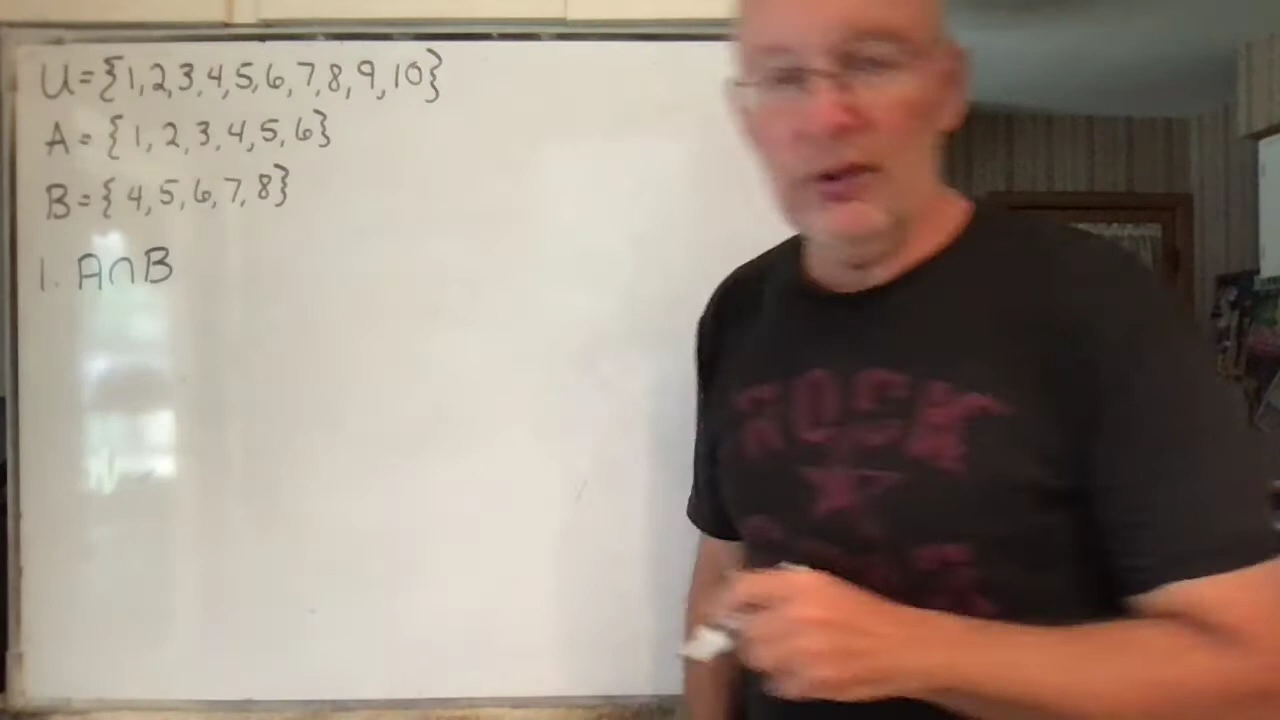 U={1,2,3,4,5,6,7,8,9,10}
A={1,2,3,4,5,6}
B={4,5,6,7,8}
1. A∩B
ROCK